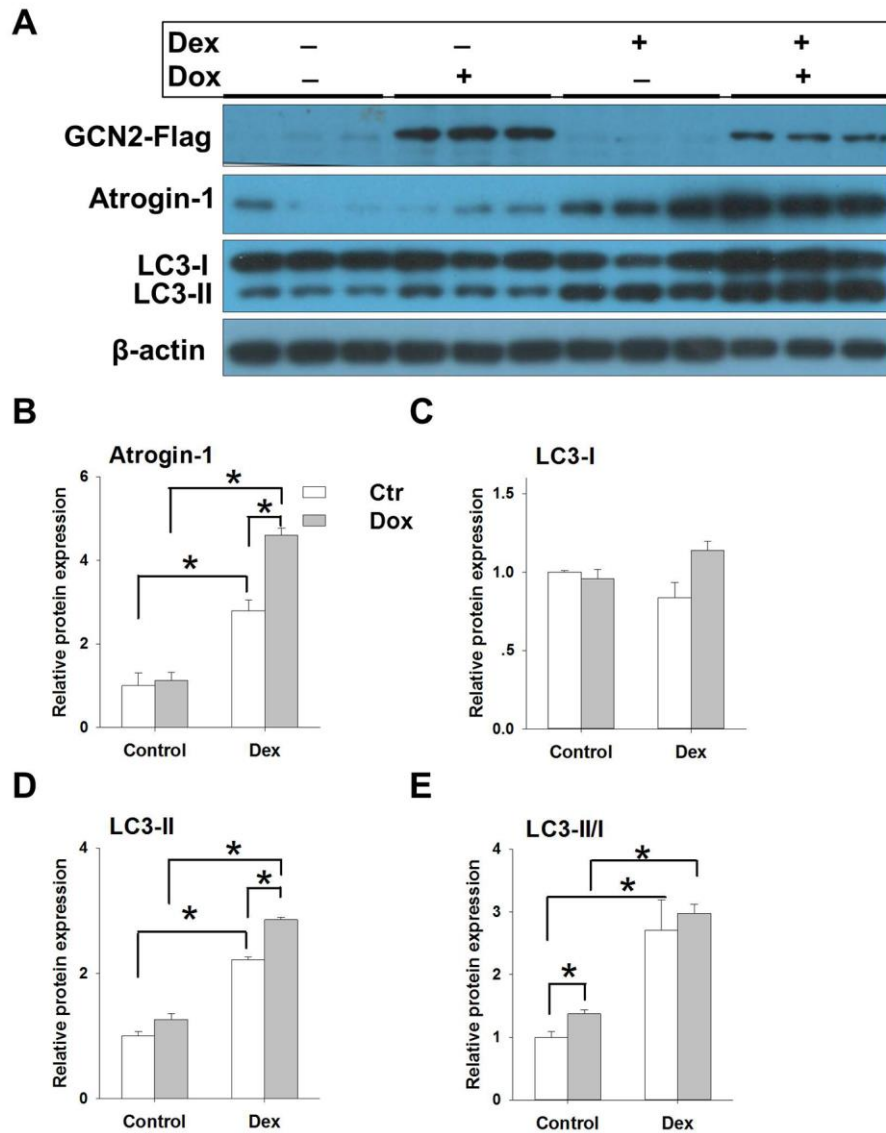 A
Dex – – + +
Dox – + – +
GCN2-Flag
Atrogin-1
LC3-I
LC3-II
β-actin
B
Atrogin-1
Relative protein expression
6
4
2
0
* * *
Control Dex
Ctr
Dox
C
LC3-I
Relative protein expression
1.5
1.0
.5
0.0
Control Dex
D
LC3-II
Relative protein expression
4
2
0
* * *
Control Dex
E
LC3-II/I
Relative protein expression
4
3
2
1
0
* * *
Control Dex